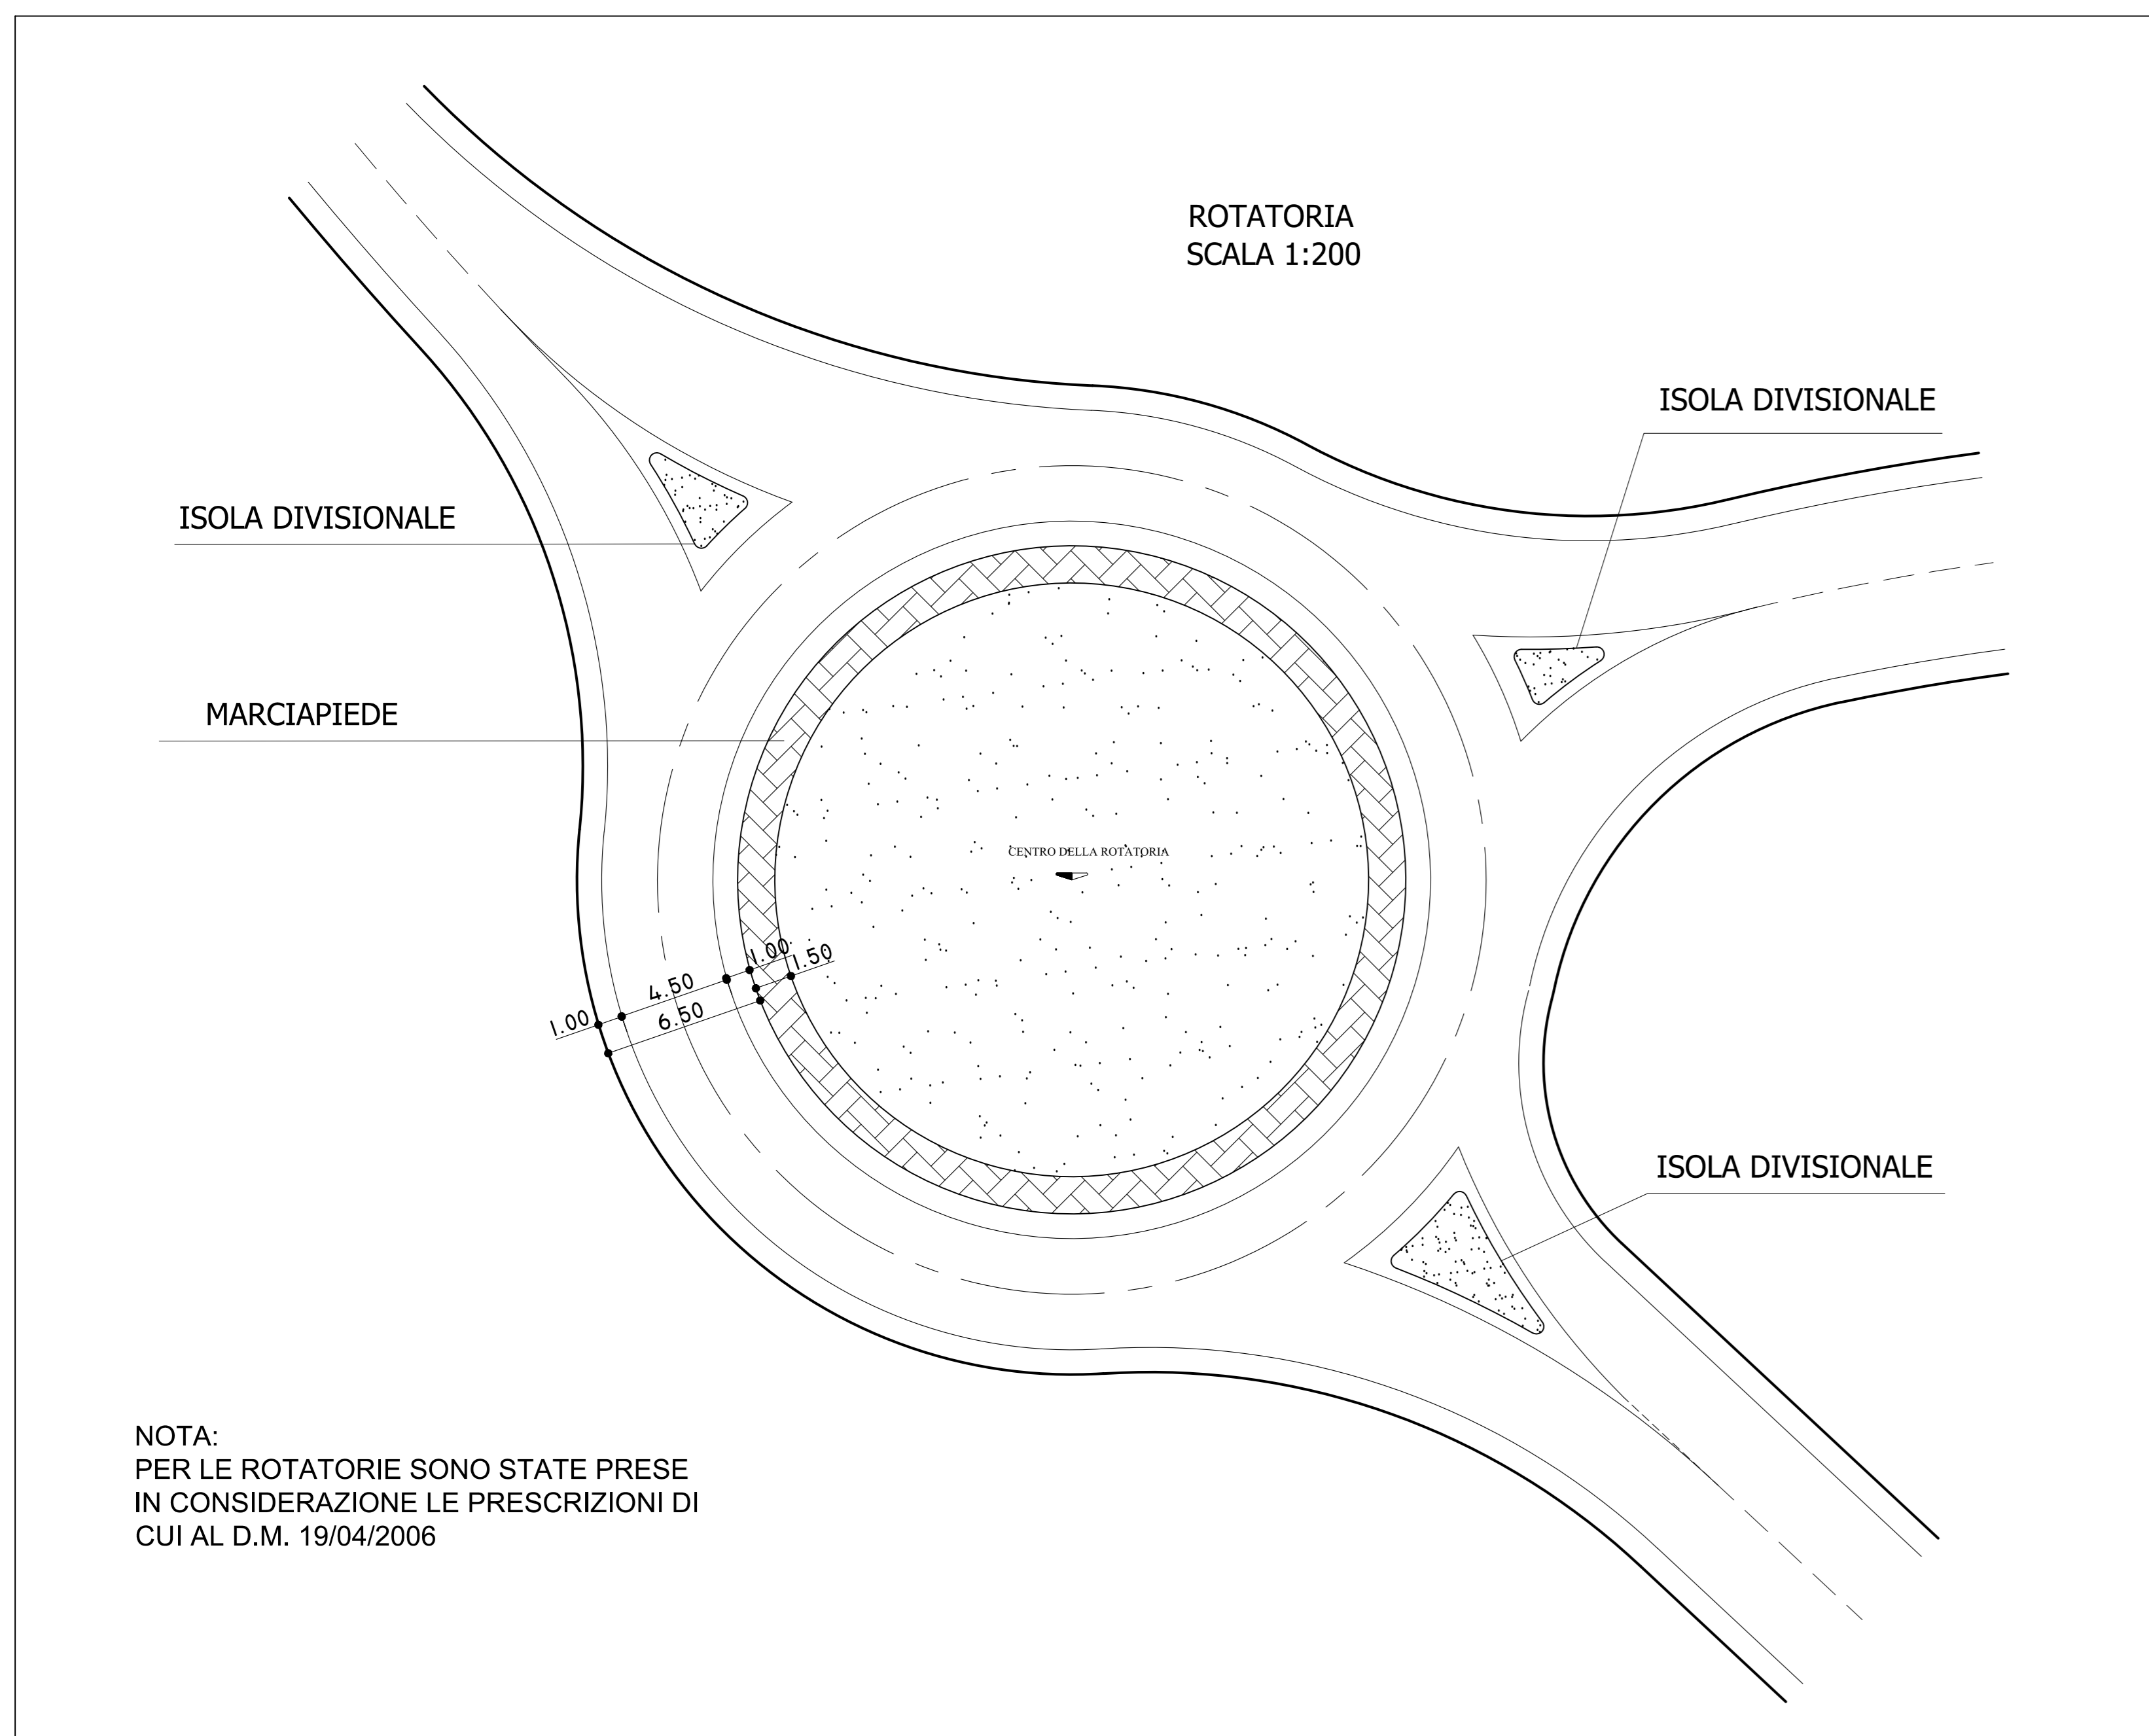 ROTATORIA
SCALA 1:200
ISOLA DIVISIONALE
ISOLA DIVISIONALE
MARCIAPIEDE
CENTRO DELLA ROTATORIA
1.00
1.50
4.50
1.00
6.50
ISOLA DIVISIONALE
NOTA:
PER LE ROTATORIE SONO STATE PRESE
IN CONSIDERAZIONE LE PRESCRIZIONI DI
CUI AL D.M. 19/04/2006